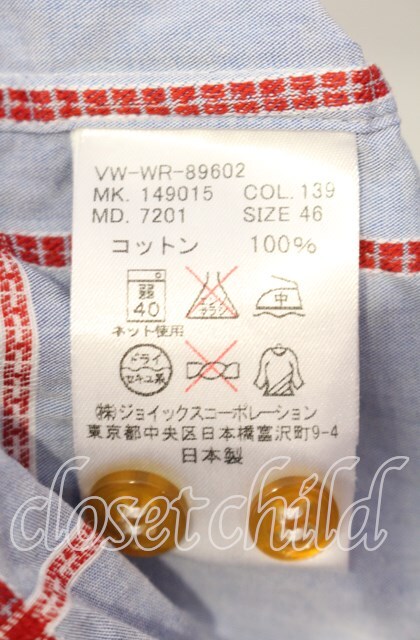 VW-WR-89602
MK. 149015 COL. 139
MD. 7201 SIZE 46
コットン 100%
弱 40 エンソ サラシ 中
ネット使用
ドライ セキユ系
㈱ジョイックスコーポレーション
東京都中央区日本橋富沢町9-4
日本製
closet child